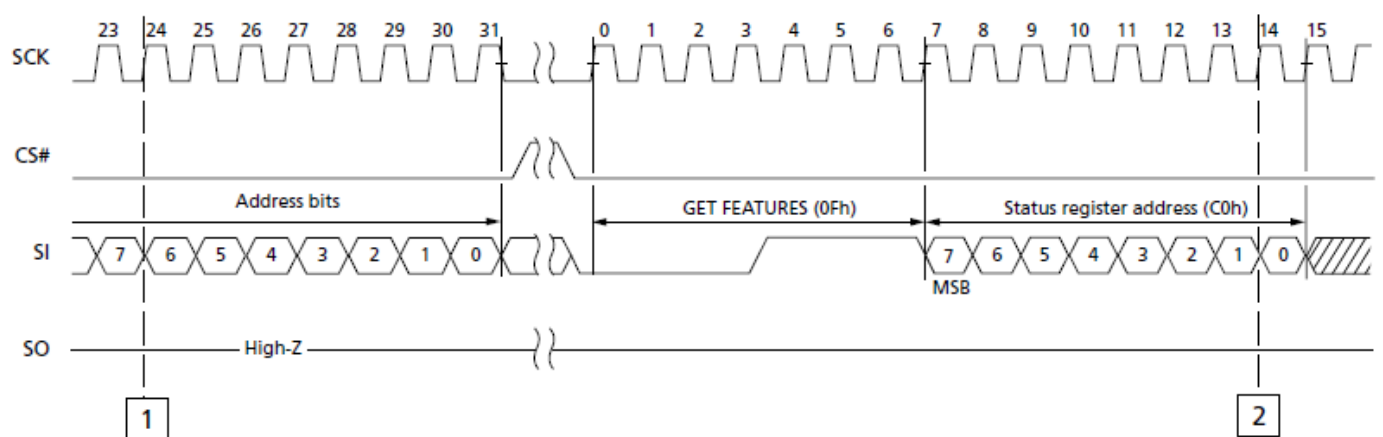 23 24 25 26 27 28 29 30 31 0 1 2 3 4 5 6 7 8 9 10 11 12 13 14 15
SCK
CS#
Address bits GET FEATURES (0Fh) Status register address (C0h)
SI 7 6 5 4 3 2 1 0 7 6 5 4 3 2 1 0
MSB
SO High-Z
1 2